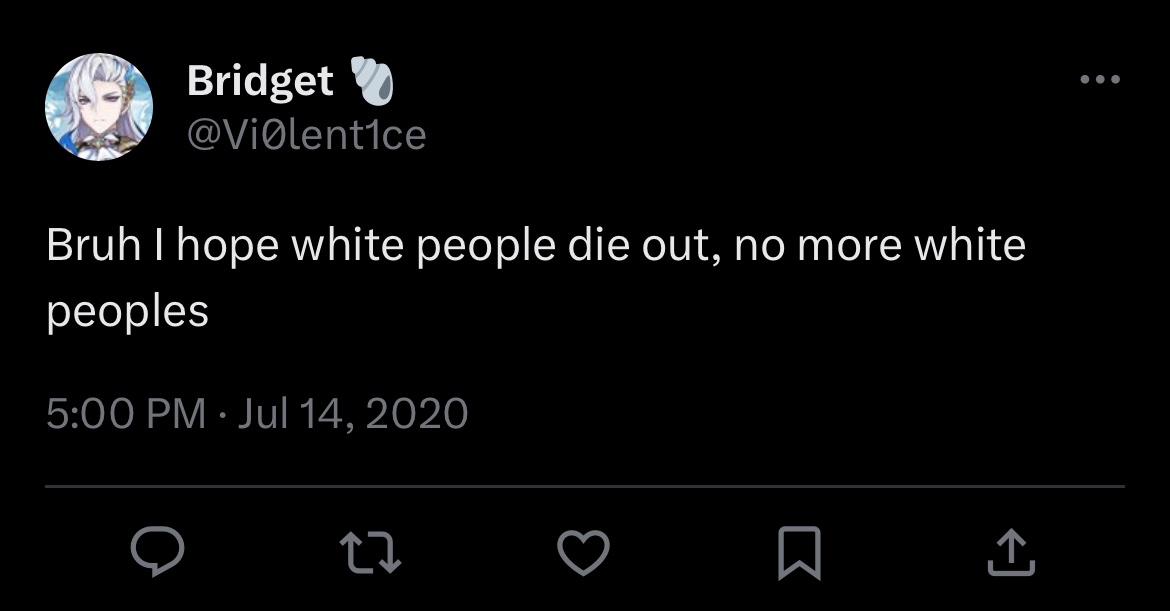 Bridget 🐚
@Vi0lent1ce
Bruh I hope white people die out, no more white
peoples
5:00 PM · Jul 14, 2020